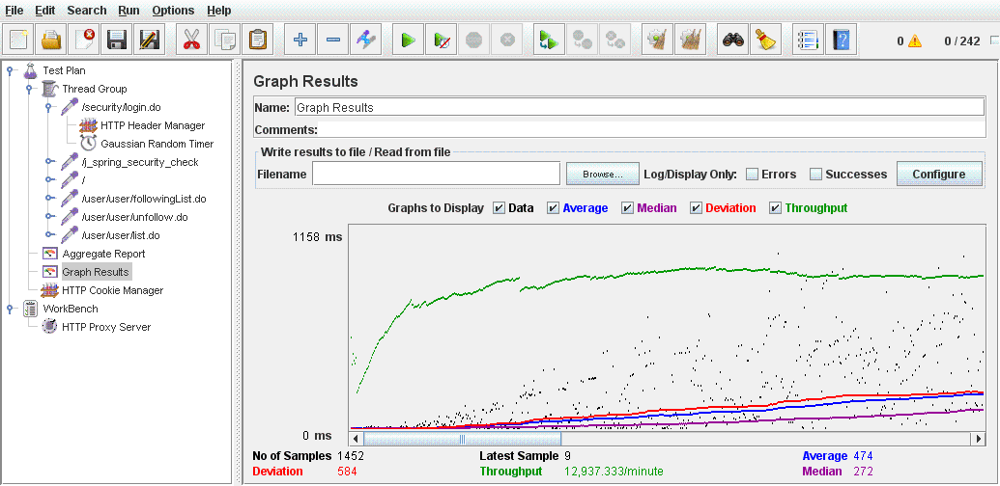 File Edit Search Run Options Help
0 0 / 242
Test Plan
Thread Group
/security/login.do
HTTP Header Manager
Gaussian Random Timer
/j_spring_security_check
/
/user/user/followingList.do
/user/user/unfollow.do
/user/user/list.do
Aggregate Report
Graph Results
HTTP Cookie Manager
WorkBench
HTTP Proxy Server
Graph Results
Name: Graph Results
Comments:
Write results to file / Read from file
Filename Browse... Log/Display Only: Errors Successes Configure
Graphs to Display Data Average Median Deviation Throughput
1158 ms
0 ms
No of Samples 1452 Latest Sample 9 Average 474
Deviation 584 Throughput 12,937.333/minute Median 272